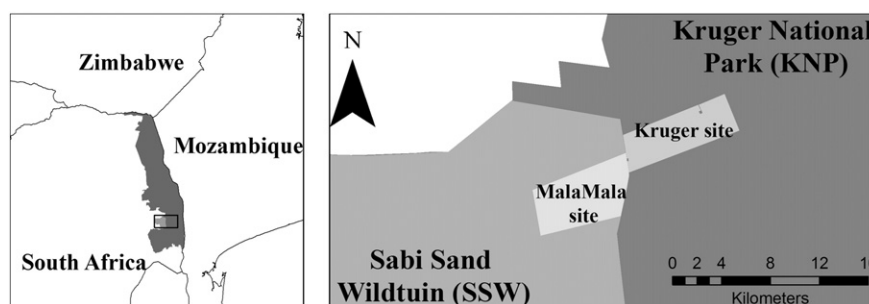 Zimbabwe
Mozambique
South Africa
N
Kruger National
Park (KNP)
Kruger site
MalaMala
site
Sabi Sand
Wildtuin (SSW)
0 2 4 8 12 16
Kilometers